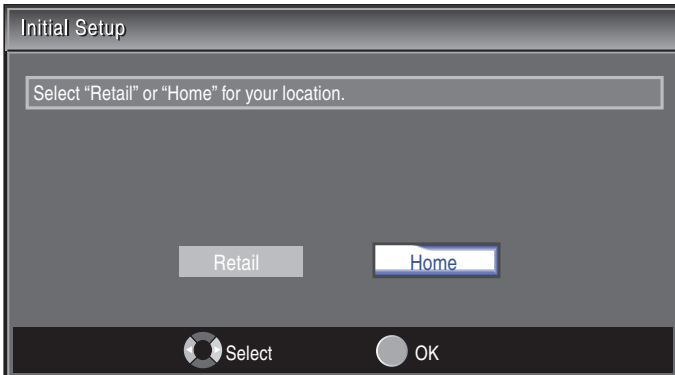 Initial Setup
Select “Retail” or “Home” for your location.
Retail Home
Select OK